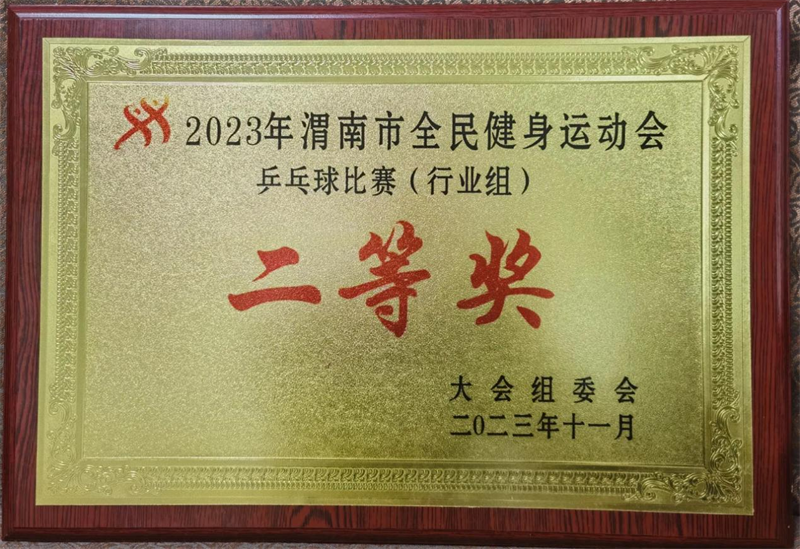 2023年渭南市全民健身运动会
乒乓球比赛（行业组）
二等奖
大会组委会
二〇二三年十一月